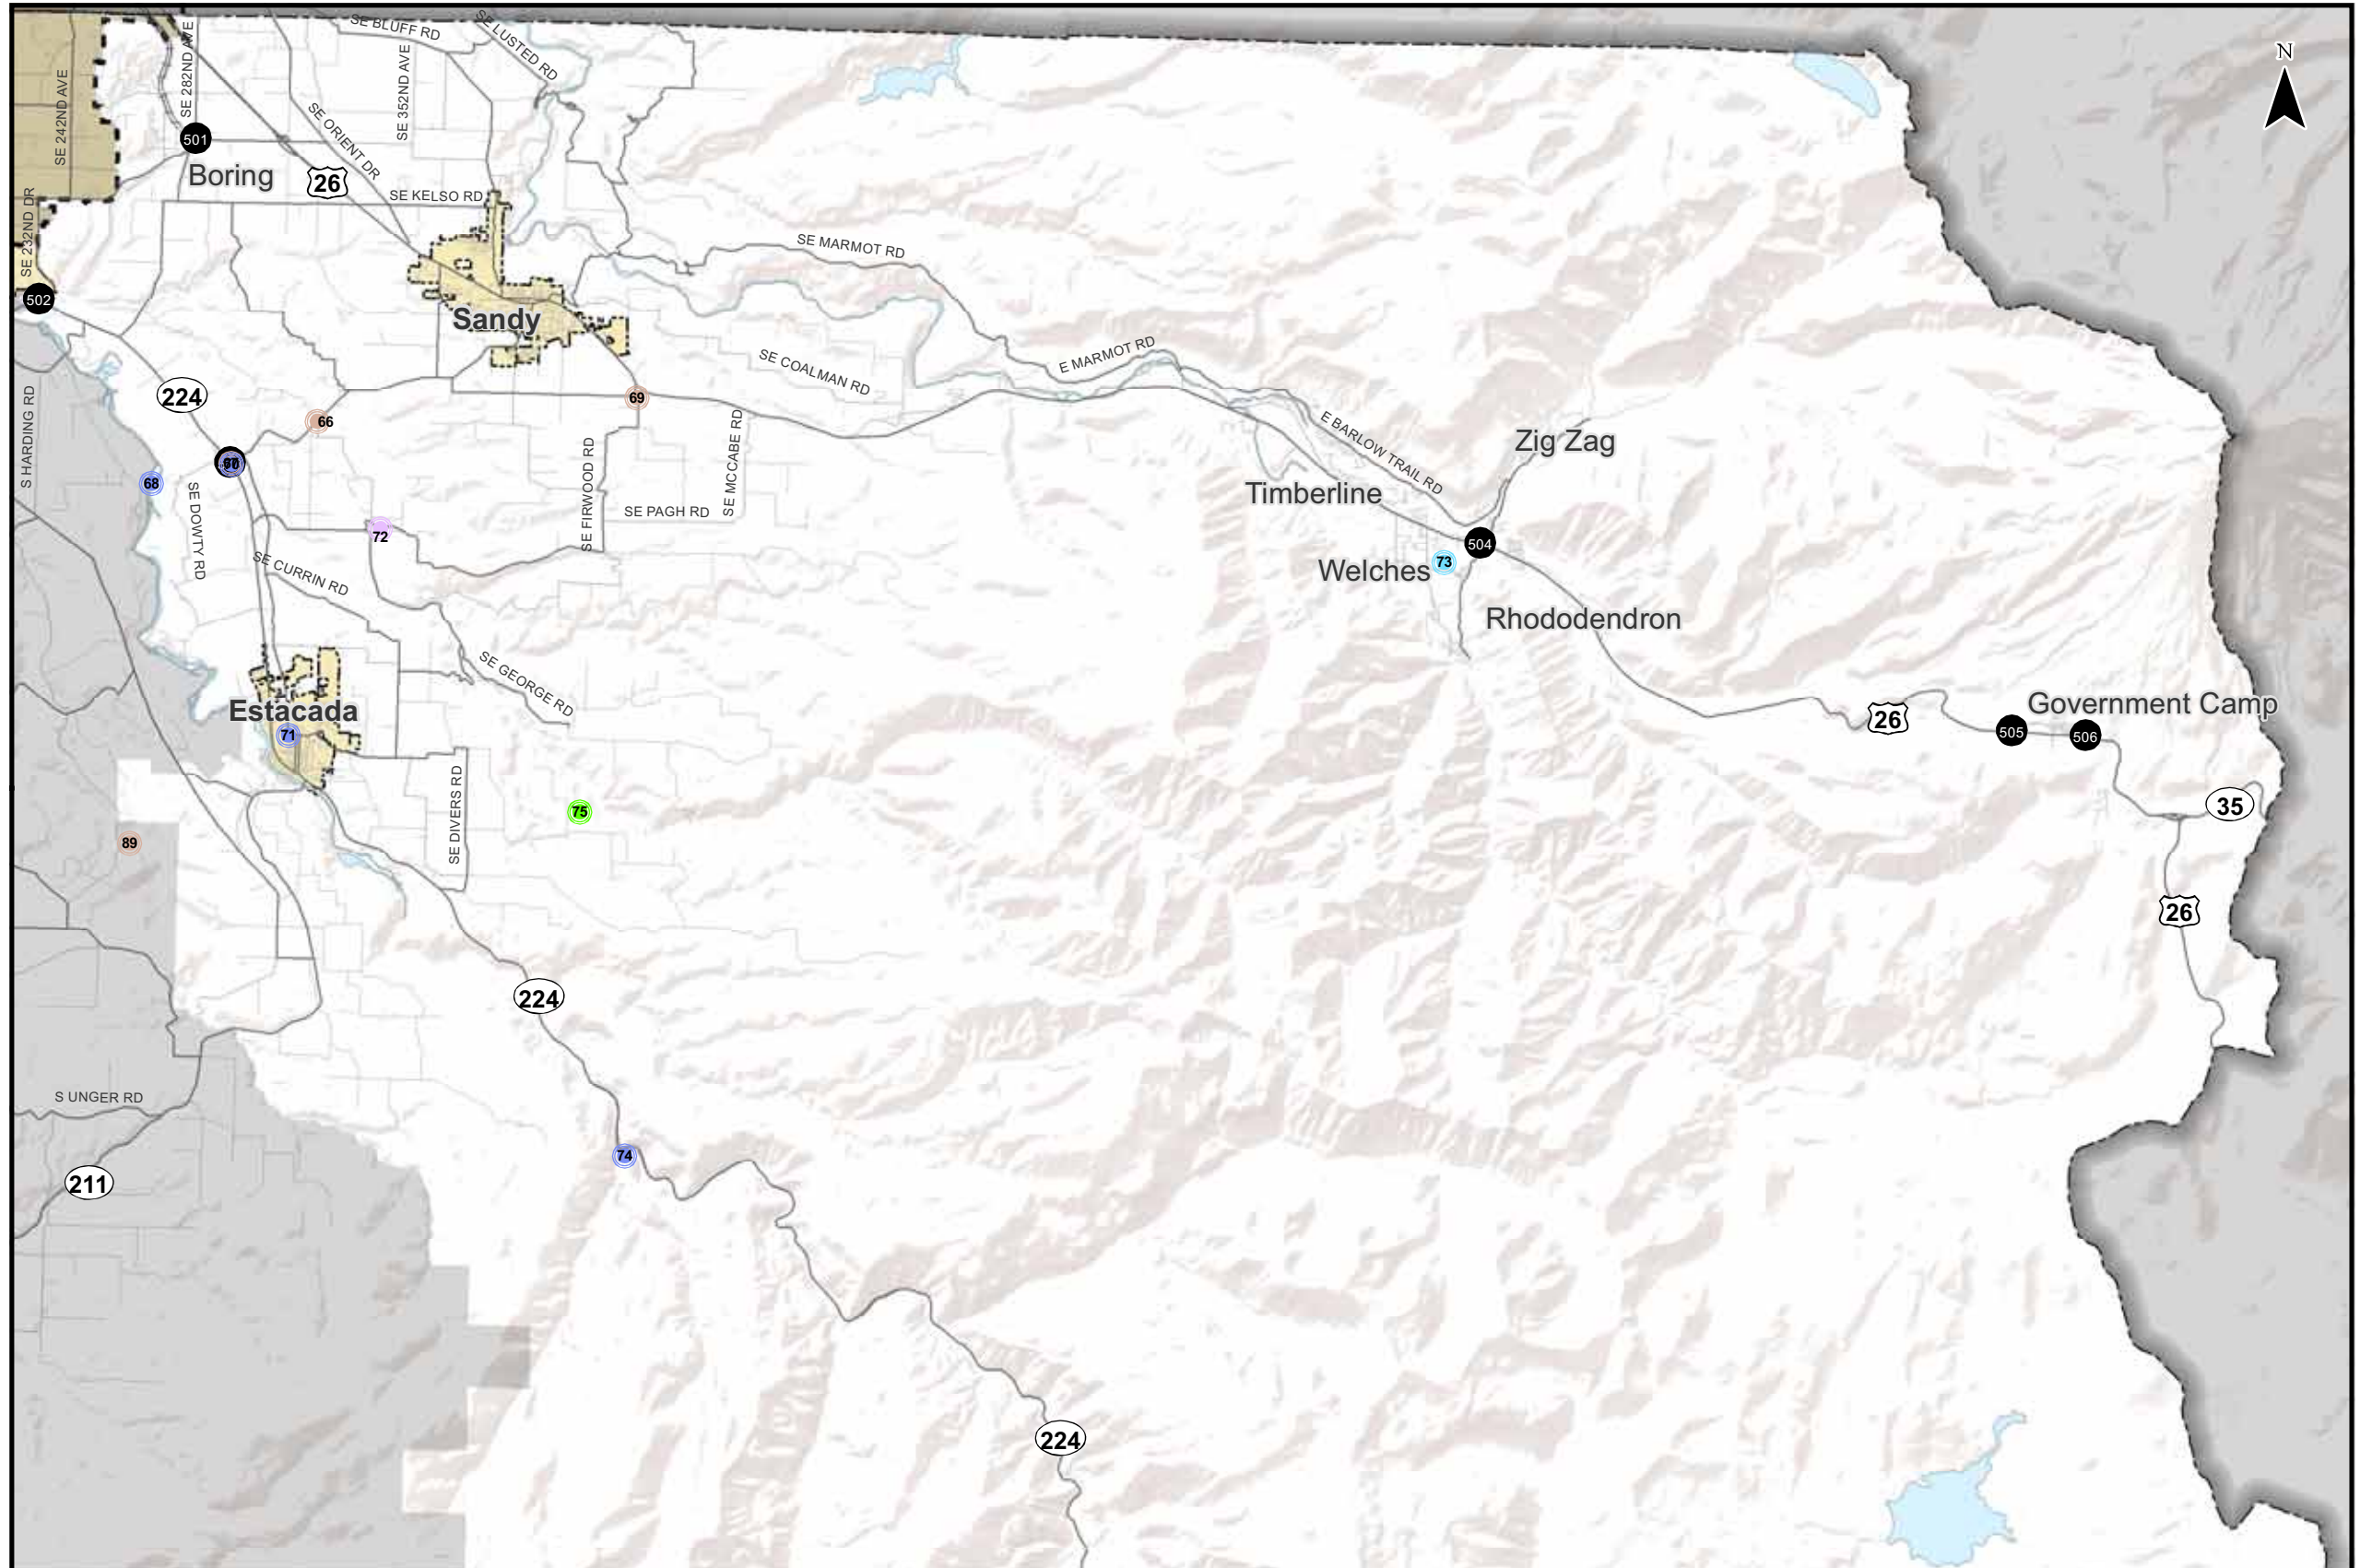 SE BLUFF RD
SE LUSTED RD
N
SE 282ND AVE
SE 352ND AVE
SE 242ND AVE
501
SE ORIENT DR
Boring
26
SE KELSO RD
SE 232ND DR
SE MARMOT RD
502
Sandy
E MARMOT RD
SE COALMAN RD
224
69
66
S HARDING RD
E BARLOW TRAIL RD
Zig Zag
68
Timberline
SE DOWTY RD
SE FIRWOOD RD
SE MCCABE RD
SE PAGH RD
72
504
73
Welches
SE CURRIN RD
Rhododendron
SE GEORGE RD
Estacada
71
26
Government Camp
505
506
35
75
SE DIVERS RD
89
26
224
S UNGER RD
74
211
224